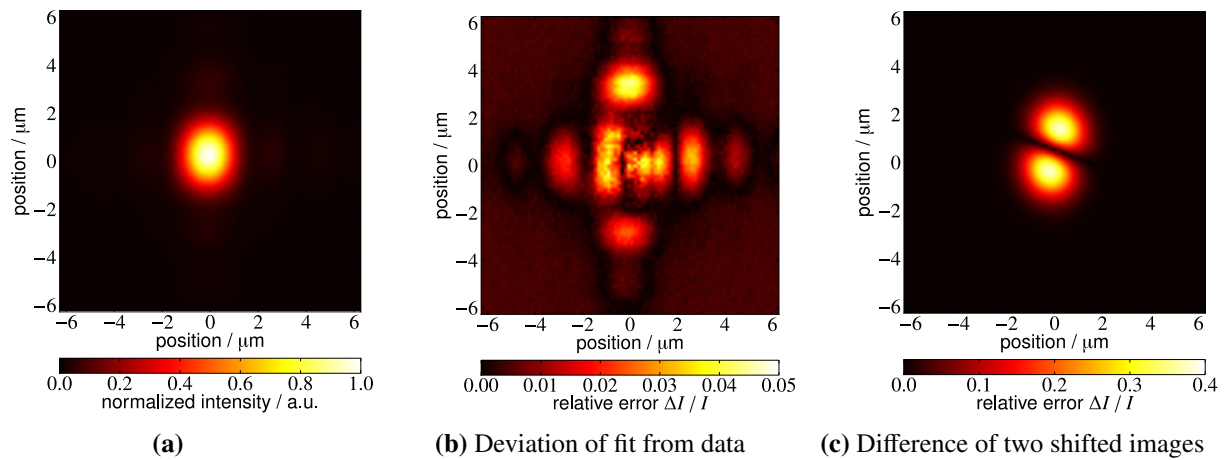 6
4
2
0
−2
−4
−6
position / μm
−6 −4 −2 0 2 4 6
position / μm
0.0 0.2 0.4 0.6 0.8 1.0
normalized intensity / a.u.
(a)
6
4
2
0
−2
−4
−6
position / μm
−6 −4 −2 0 2 4 6
position / μm
0.00 0.01 0.02 0.03 0.04 0.05
relative error ΔI / I
(b) Deviation of fit from data
6
4
2
0
−2
−4
−6
position / μm
−6 −4 −2 0 2 4 6
position / μm
0.0 0.1 0.2 0.3 0.4
relative error ΔI / I
(c) Difference of two shifted images